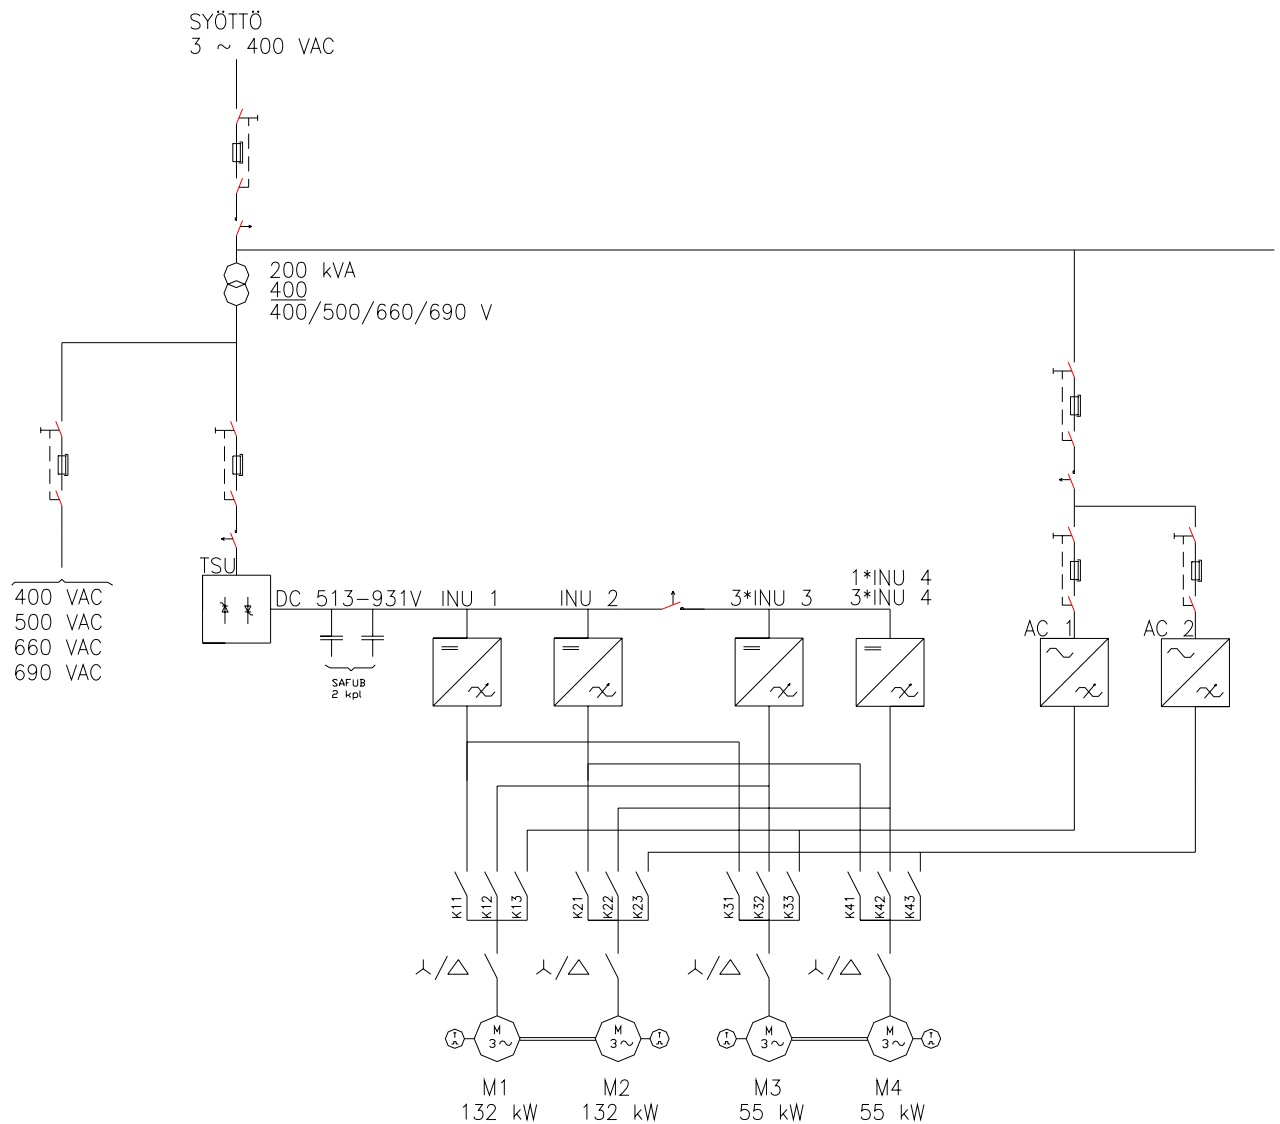 SYÖTTÖ
3 ~ 400 VAC
200 kVA
400
400/500/660/690 V
TSU
DC 513-931V
INU 1
INU 2
3*INU 3
1*INU 4
3*INU 4
400 VAC
500 VAC
660 VAC
690 VAC
SAFUB
2 kpl
AC 1
AC 2
K11
K12
K13
K21
K22
K23
K31
K32
K33
K41
K42
K43
M
3~
M
3~
M
3~
M
3~
M1
132 kW
M2
132 kW
M3
55 kW
M4
55 kW